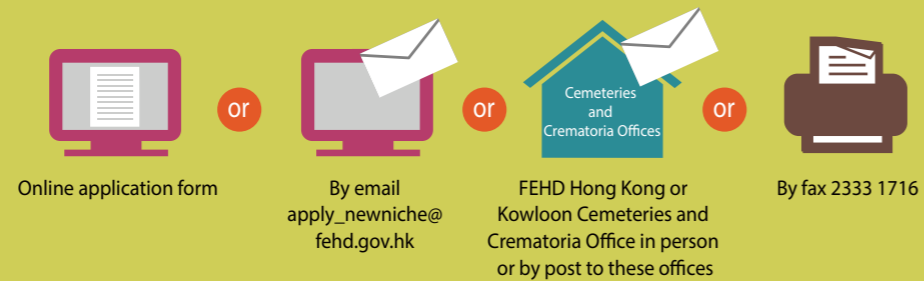 or
or
Cemeteries
and
Crematoria Offices
or
Online application form
By email
apply_newniche@
fehd.gov.hk
FEHD Hong Kong or
Kowloon Cemeteries and
Crematoria Office in person
or by post to these offices
By fax 2333 1716